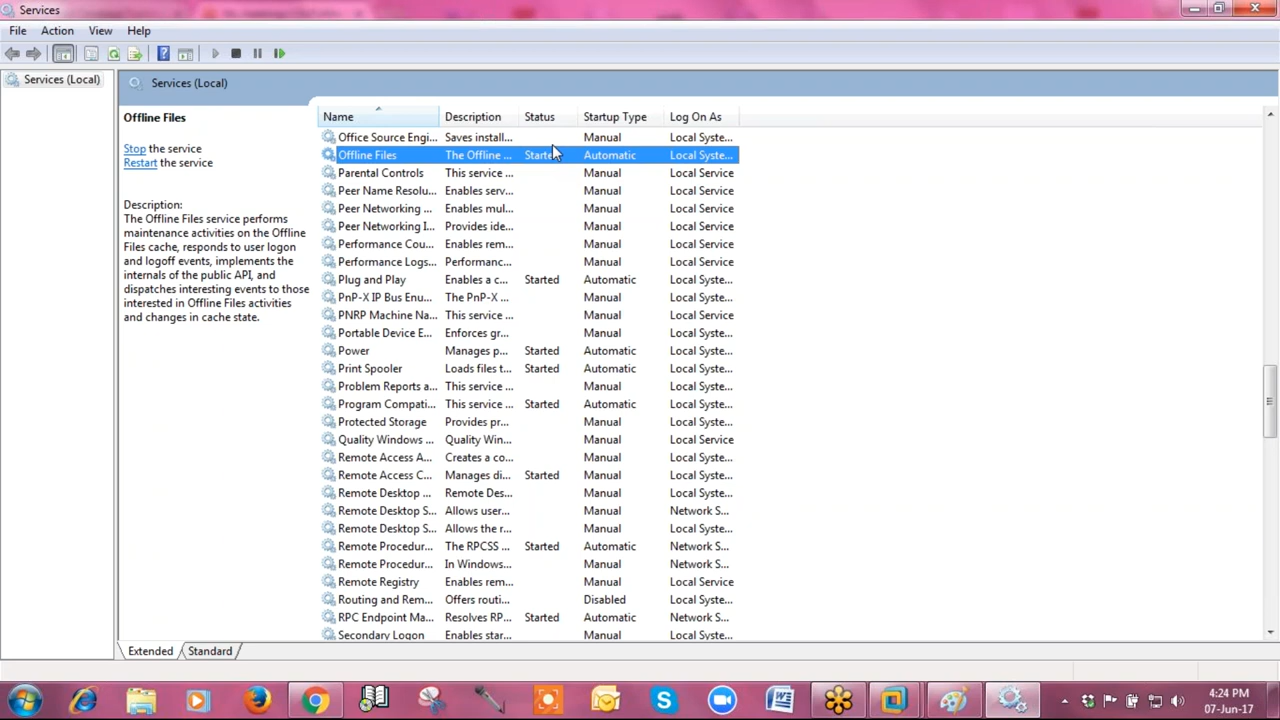 Services
File Action View Help
Services (Local)
Services (Local)
Offline Files
Stop the service
Restart the service
Description:
The Offline Files service performs
maintenance activities on the Offline
Files cache, responds to user logon
and logoff events, implements the
internals of the public API, and
dispatches interesting events to those
interested in Offline Files activities
and changes in cache state.
Name Description Status Startup Type Log On As
Office Source Engi... Saves install... Manual Local Syste...
Offline Files The Offline ... Started Automatic Local Syste...
Parental Controls This service ... Manual Local Service
Peer Name Resolu... Enables serv... Manual Local Service
Peer Networking ... Enables mul... Manual Local Service
Peer Networking I... Provides ide... Manual Local Service
Performance Cou... Enables rem... Manual Local Service
Performance Logs... Performanc... Manual Local Service
Plug and Play Enables a c... Started Automatic Local Syste...
PnP-X IP Bus Enu... The PnP-X ... Manual Local Syste...
PNRP Machine Na... This service ... Manual Local Service
Portable Device E... Enforces gr... Manual Local Syste...
Power Manages p... Started Automatic Local Syste...
Print Spooler Loads files t... Started Automatic Local Syste...
Problem Reports a... This service ... Manual Local Syste...
Program Compati... This service ... Started Automatic Local Syste...
Protected Storage Provides pr... Manual Local Syste...
Quality Windows ... Quality Win... Manual Local Service
Remote Access A... Creates a co... Manual Local Syste...
Remote Access C... Manages di... Started Manual Local Syste...
Remote Desktop ... Remote Des... Manual Local Syste...
Remote Desktop S... Allows user... Manual Network S...
Remote Desktop S... Allows the r... Manual Local Syste...
Remote Procedur... The RPCSS ... Started Automatic Network S...
Remote Procedur... In Windows... Manual Network S...
Remote Registry Enables rem... Manual Local Service
Routing and Rem... Offers routi... Disabled Local Syste...
RPC Endpoint Ma... Resolves RP... Started Automatic Network S...
Secondary Logon Enables star... Manual Local Syste...
Extended Standard
4:24 PM
07-Jun-17